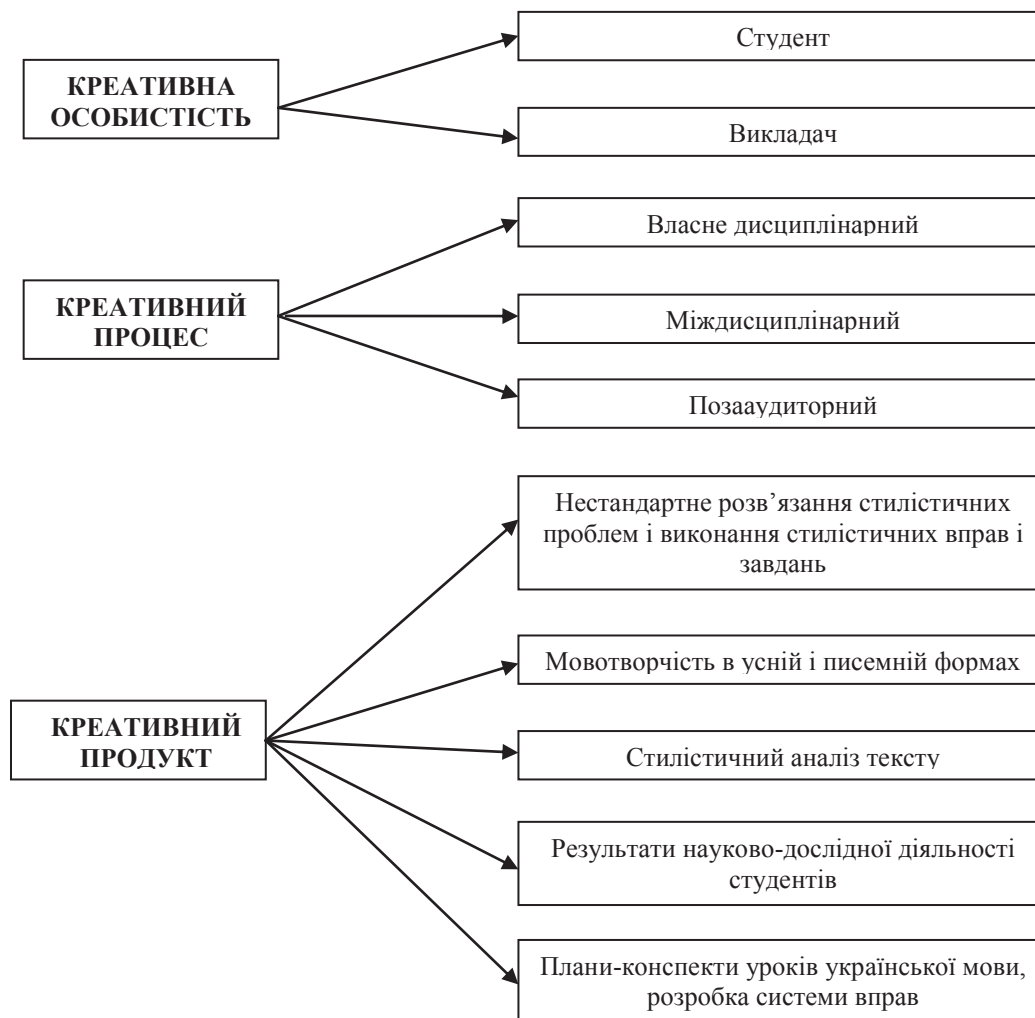 КРЕАТИВНА
ОСОБИСТІСТЬ
Студент
Викладач
КРЕАТИВНИЙ
ПРОЦЕС
Власне дисциплінарний
Міждисциплінарний
Позааудиторний
КРЕАТИВНИЙ
ПРОДУКТ
Нестандартне розв’язання стилістичних
проблем і виконання стилістичних вправ і
завдань
Мовотворчість в усній і писемній формах
Стилістичний аналіз тексту
Результати науково-дослідної діяльності
студентів
Плани-конспекти уроків української мови,
розробка системи вправ